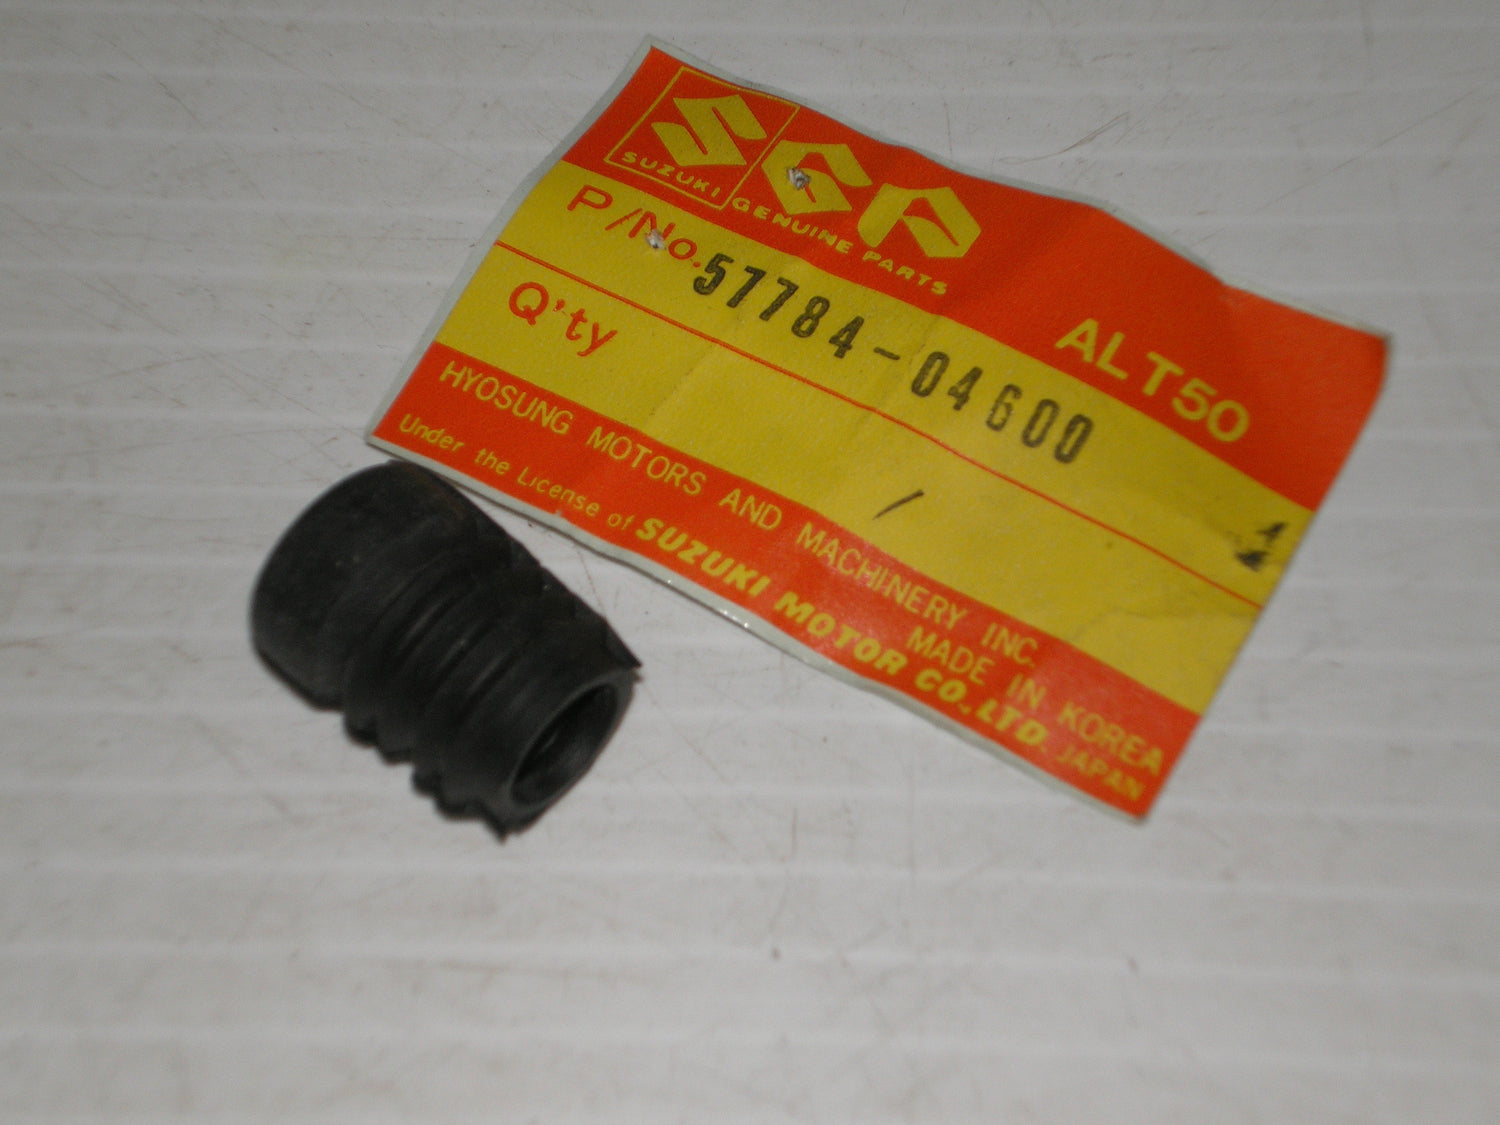 SUZUKI
SGP
GENUINE PARTS
ALT50
P/No. 57784-04600
Q'ty 1
HYOSUNG MOTORS AND MACHINERY INC.
MADE IN KOREA
Under the License of SUZUKI MOTOR CO., LTD. JAPAN